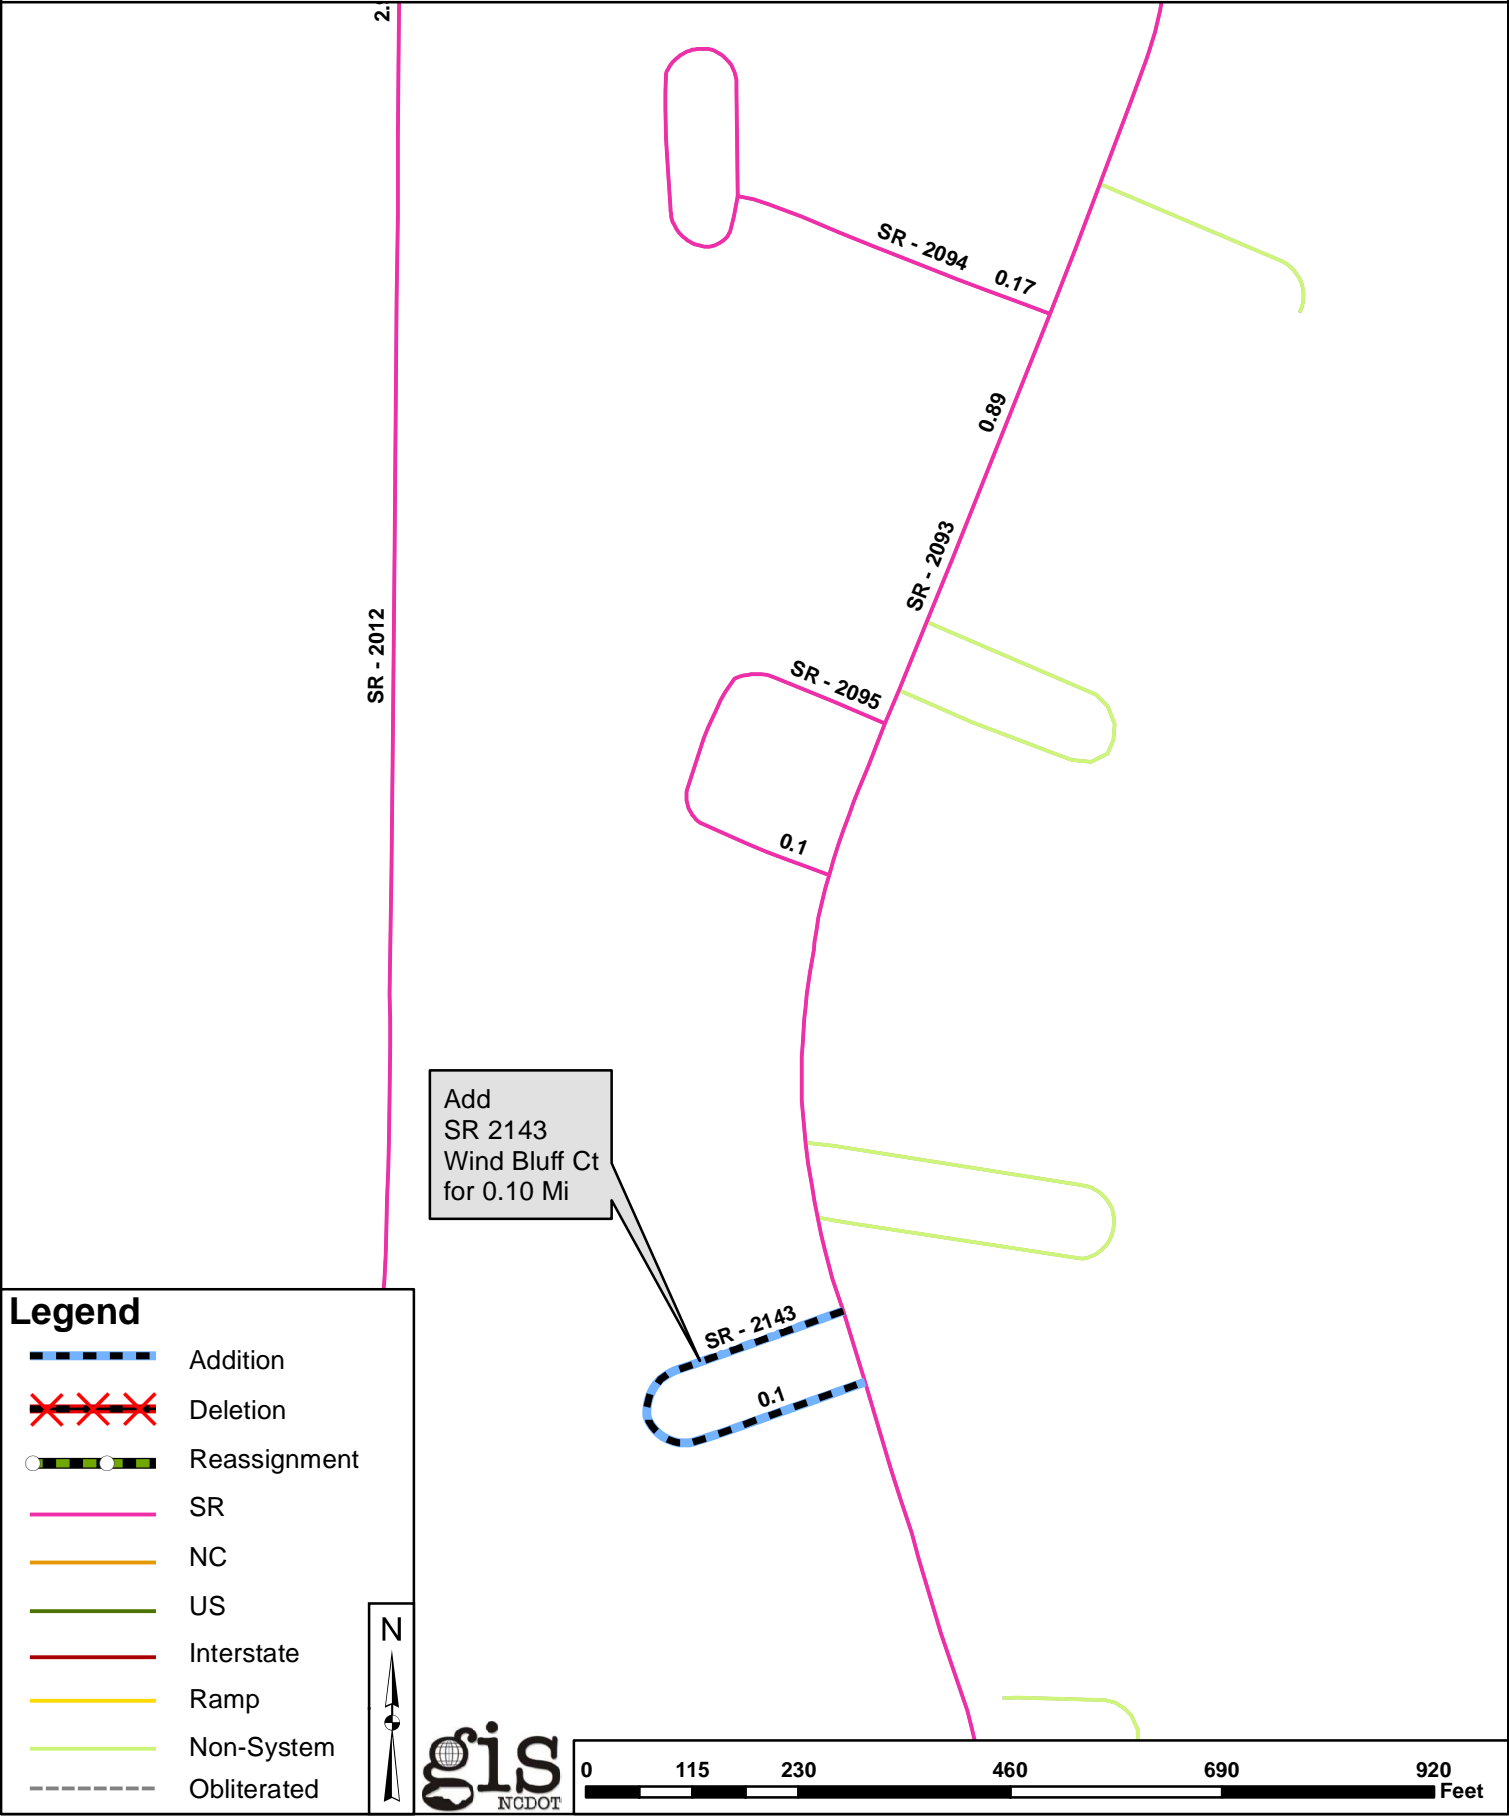 SR - 2094 0.17
0.89
SR - 2093
SR - 2012
SR - 2095
0.1
Add
SR 2143
Wind Bluff Ct
for 0.10 Mi
SR - 2143
0.1
Legend
Addition
Deletion
Reassignment
SR
NC
US
Interstate
Ramp
Non-System
Obliterated
N
gis
NCDOT
0 115 230 460 690 920
Feet